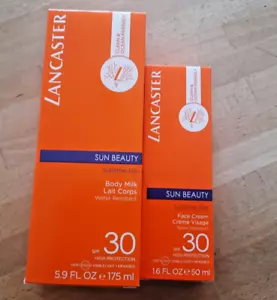 LANCASTER
SUN BEAUTY
Body Milk
Lait Corps
Water Resistant
SPF 30
HIGH PROTECTION
5.9 FL OZ e 175 ml
LANCASTER
SUN BEAUTY
Face Cream
Crème Visage
SPF 30
HIGH PROTECTION
1.6 FL OZ e 50 ml